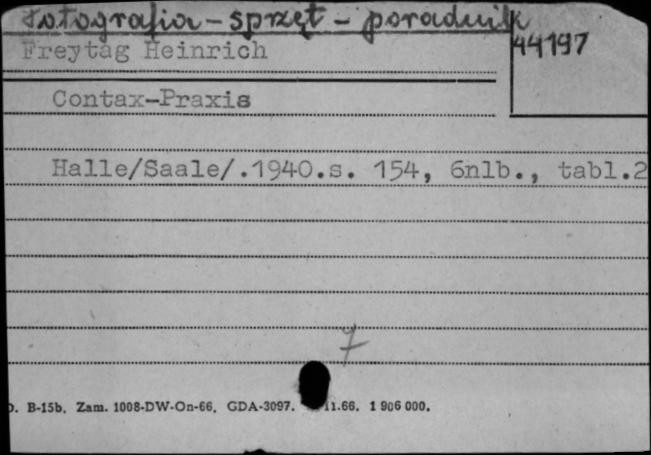 Fotografia – sprzęt – poradnik
44197
Freytag Heinrich
Contax-Praxis
Halle/Saale/.1940.s. 154, 6nlb., tabl.2
7
B-15b. Zam. 1008-DW-On-66. GDA-3097. 11.66. 1 906 000.